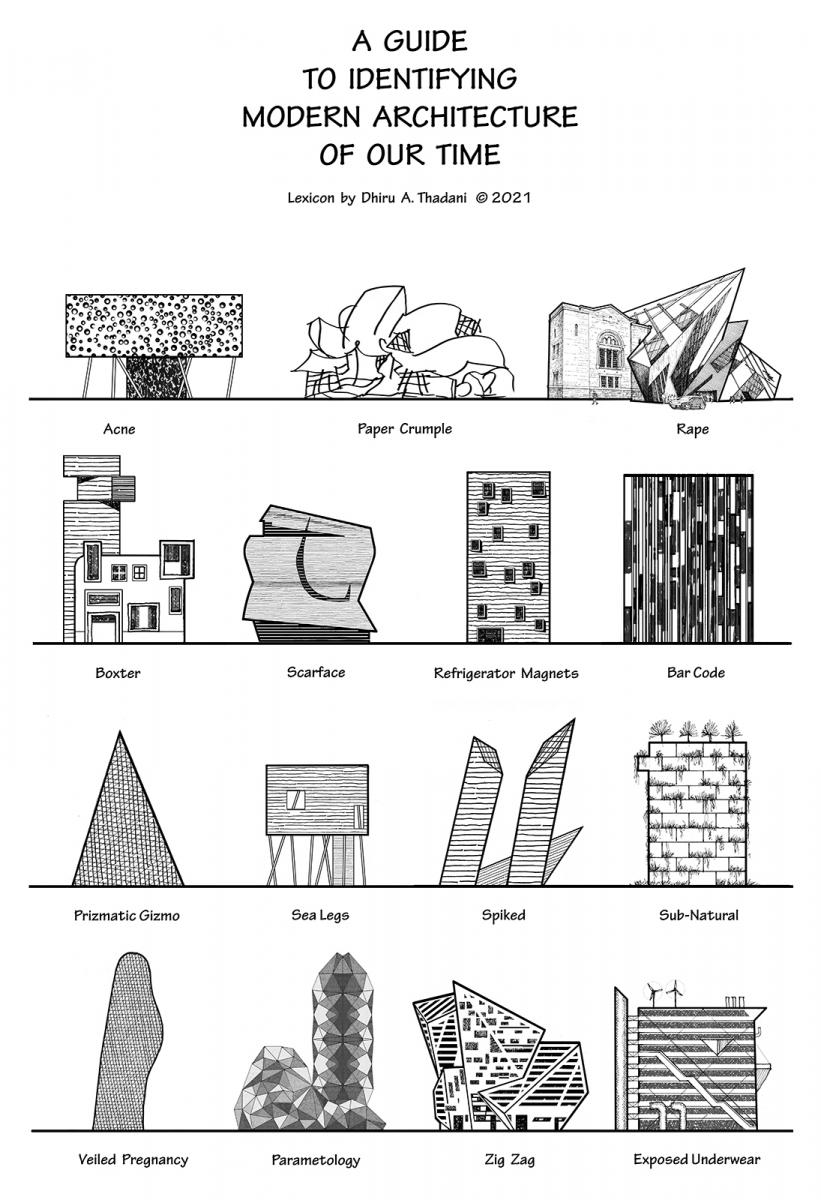 A GUIDE
TO IDENTIFYING
MODERN ARCHITECTURE
OF OUR TIME
Lexicon by Dhiru A. Thadani © 2021
Acne
Paper Crumple
Rape
Boxter
Scarface
Refrigerator Magnets
Bar Code
Prizmatic Gizmo
Sea Legs
Spiked
Sub-Natural
Veiled Pregnancy
Parametology
Zig Zag
Exposed Underwear